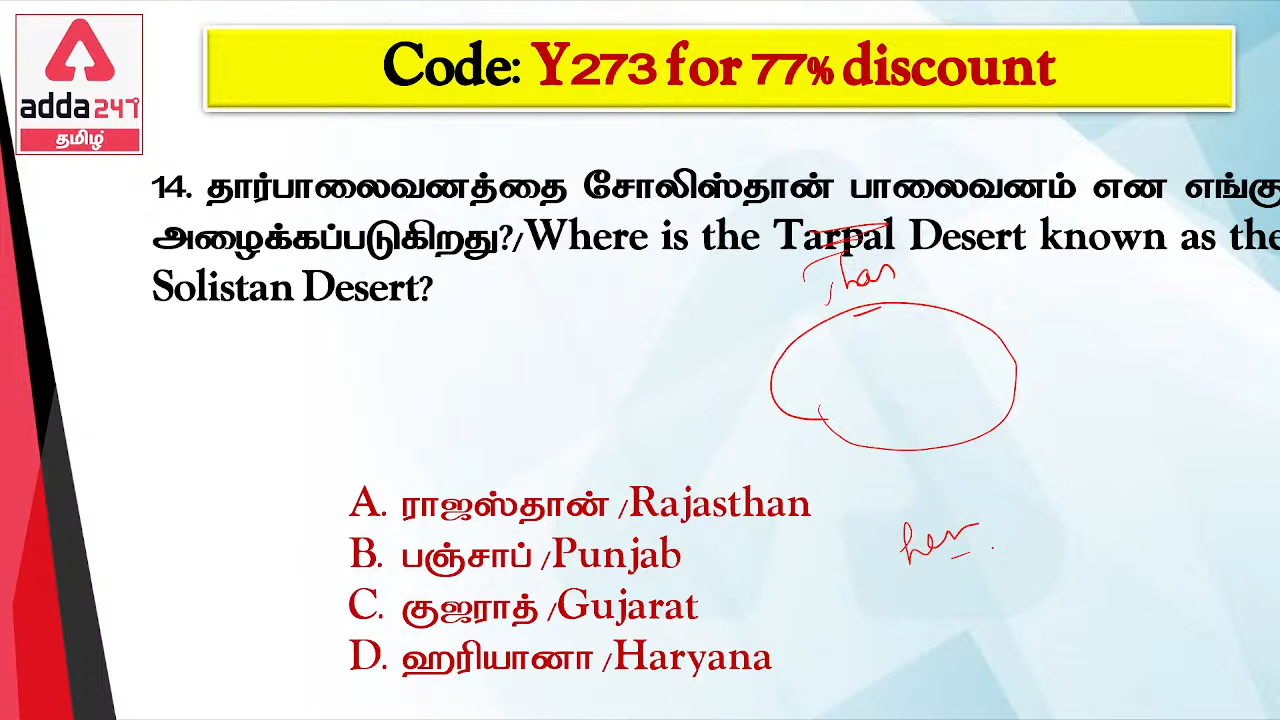 Code: Y273 for 77% discount
adda247
தமிழ்
14. தார்பாலைவனத்தை சோலிஸ்தான் பாலைவனம் என எங்கு
அழைக்கப்படுகிறது?/Where is the Tarpal Desert known as the
Solistan Desert?
Thar
A. ராஜஸ்தான் /Rajasthan
B. பஞ்சாப் /Punjab
C. குஜராத் /Gujarat
D. ஹரியானா /Haryana